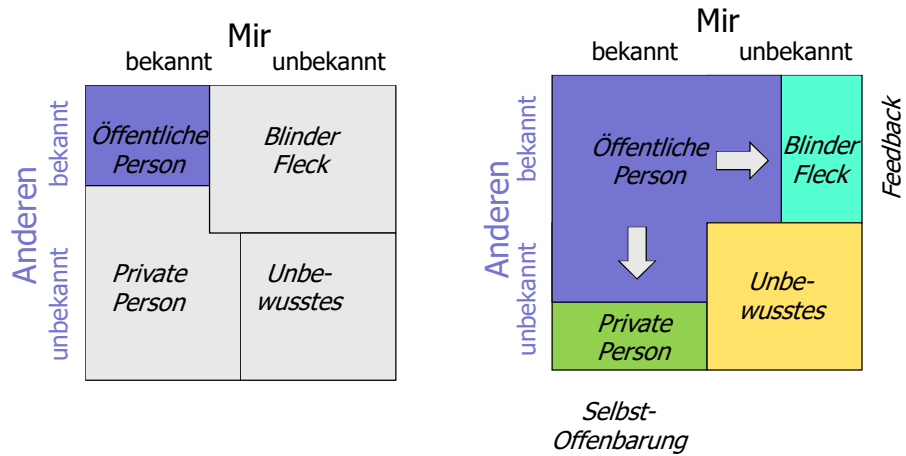 Mir
bekannt unbekannt
Anderen
bekannt
unbekannt
Öffentliche
Person
Blinder
Fleck
Private
Person
Unbe-
wusstes
Mir
bekannt unbekannt
Anderen
bekannt
unbekannt
Öffentliche
Person
Blinder
Fleck
Feedback
Private
Person
Unbe-
wusstes
Selbst-
Offenbarung